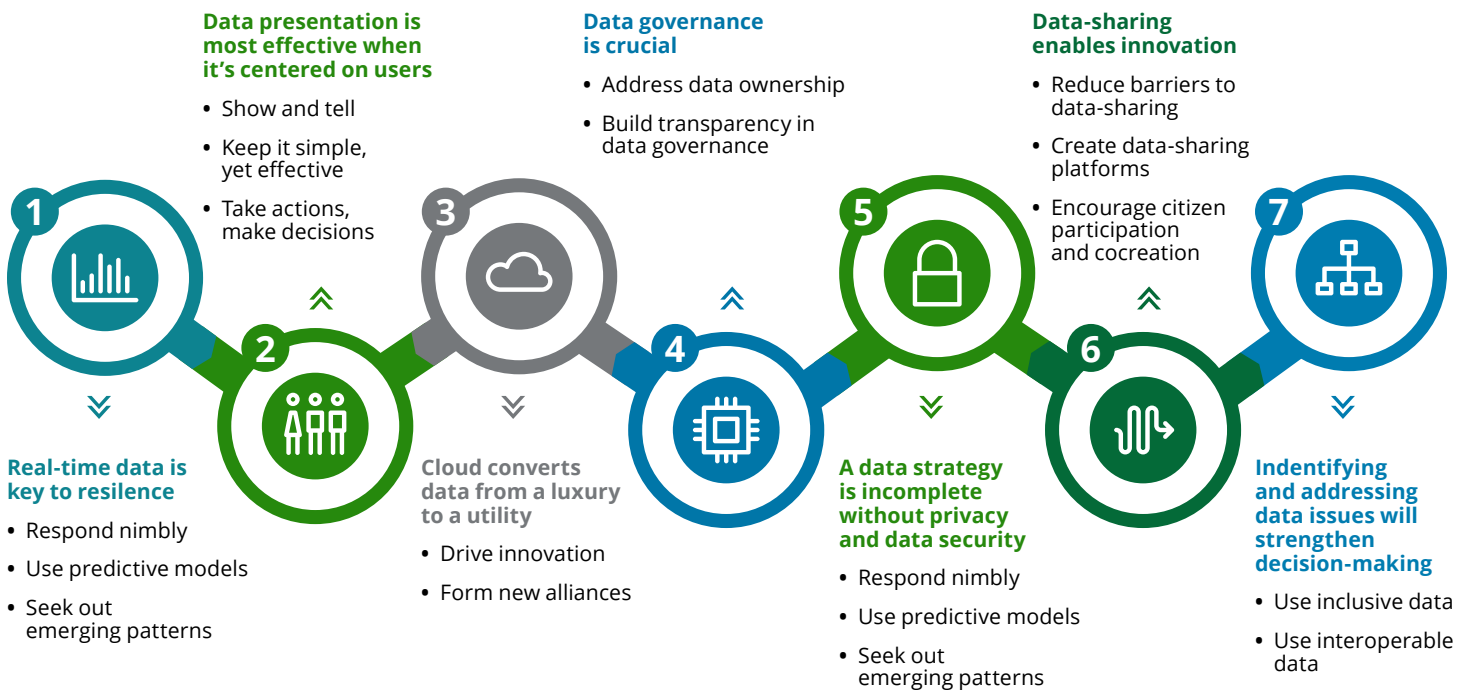 1
Real-time data is
key to resilence
• Respond nimbly
• Use predictive models
• Seek out
emerging patterns
Data presentation is
most effective when
it's centered on users
• Show and tell
• Keep it simple,
yet effective
• Take actions,
make decisions
2
3
Cloud converts
data from a luxury
to a utility
• Drive innovation
• Form new alliances
Data governance
is crucial
• Address data ownership
• Build transparency in
data governance
4
5
A data strategy
is incomplete
without privacy
and data security
• Respond nimbly
• Use predictive models
• Seek out
emerging patterns
Data-sharing
enables innovation
• Reduce barriers to
data-sharing
• Create data-sharing
platforms
• Encourage citizen
participation
and cocreation
6
7
Indentifying
and addressing
data issues will
strengthen
decision-making
• Use inclusive data
• Use interoperable
data